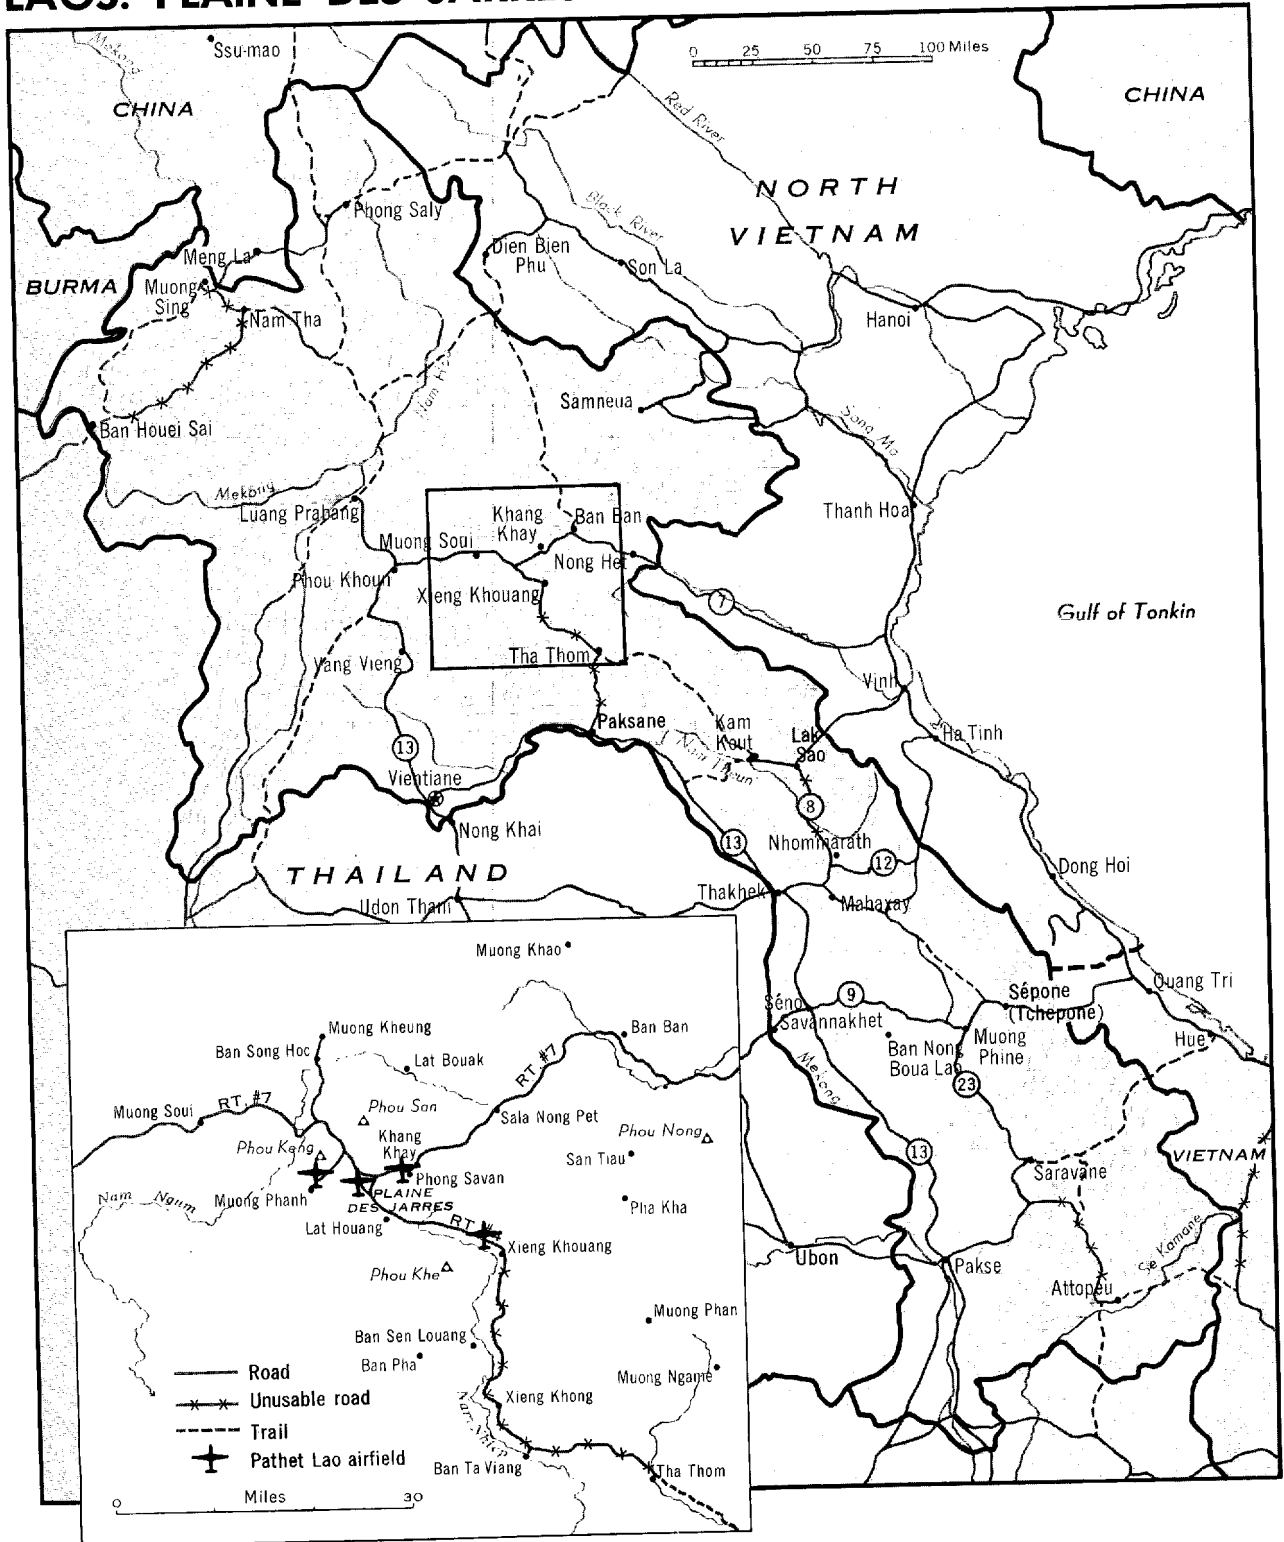 LAOS: PLAINE DES JARRES
Mekong
Ssu-mao
0 25 50 75 100 Miles
CHINA
CHINA
Red River
NORTH
VIETNAM
Phong Saly
Black River
Meng La
Dien Bien
Phu
Son La
BURMA
Muong
Sing
Nam Tha
Hanoi
Samneua
Song Ma
Ban Houei Sai
Mekong
Luang Prabang
Khang
Khay
Ban Ban
Thanh Hoa
Muong Soui
Nong Het
Phou Khoun
Xieng Khouang
7
Gulf of Tonkin
Vang Vieng
Tha Thom
Vinh
Paksane
Kam
Kout
Lak
Sao
Ha Tinh
13
Nam Theun
Vientiane
8
Nong Khai
13
Nhommarath
12
THAILAND
Dong Hoi
Udon Thani
Thakhek
Mahaxay
Muong Khao
Quang Tri
Séno
9
Sépone
(Tchepone)
Savannakhet
Muong Kheung
Ban Ban
Ban Nong
Boua Lao
Muong
Phine
Hue
Ban Song Hoc
Lat Bouak
RT. #7
Mekong
23
Muong Soui
RT. #7
Phou San
Sala Nong Pet
Phou Nong
Phou Keng
Khang
Khay
San Tiau
13
VIETNAM
Saravane
Phong Savan
Nam Ngum
Muong Phanh
PLAINE
DES JARRES
Pha Kha
Lat Houang
RT. #
Xieng Khouang
Ubon
Pakse
Se Kamane
Phou Khe
Attopeu
Muong Phan
Ban Sen Louang
Ban Pha
Muong Ngame
Road
Unusable road
Xieng Khong
Trail
Pathet Lao airfield
Ban Ta Viang
Tha Thom
0 Miles 30